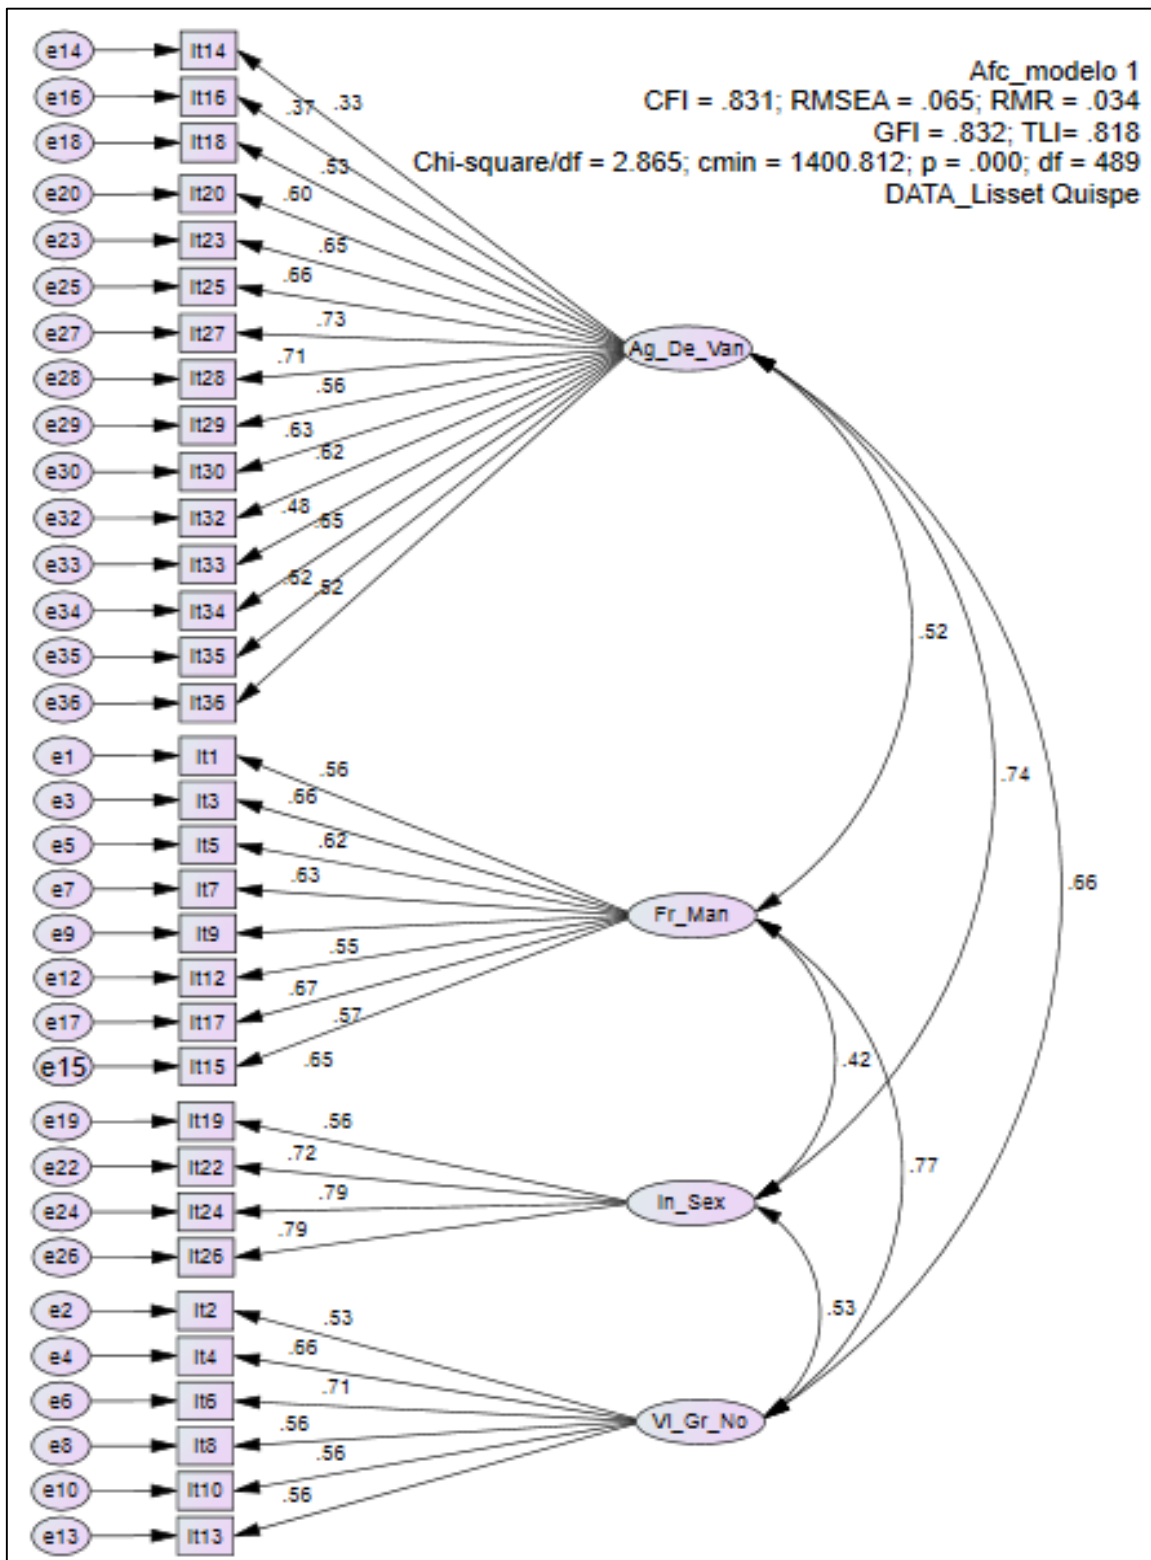 Afc_modelo 1
CFI = .831; RMSEA = .065; RMR = .034
GFI = .832; TLI= .818
Chi-square/df = 2.865; cmin = 1400.812; p = .000; df = 489
DATA_Lisset Quispe
e14 It14 .33
e16 It16 .37
e18 It18 .53
e20 It20 .60
e23 It23 .65
e25 It25 .66
e27 It27 .73
Ag_De_Van
e28 It28 .71
e29 It29 .56
e30 It30 .63
e32 It32 .62
e33 It33 .48 .65
e34 It34 .62 .52
e35 It35
e36 It36
.52
.74
.66
e1 It1 .56
e3 It3 .66
e5 It5 .62
e7 It7 .63
Fr_Man
e9 It9
e12 It12 .55
e17 It17 .67
e15 It15 .57
.65
.42
.77
e19 It19 .56
e22 It22 .72
In_Sex
e24 It24 .79
e26 It26 .79
.53
e2 It2 .53
e4 It4 .66
e6 It6 .71
Vl_Gr_No
e8 It8 .56
e10 It10 .56
e13 It13 .56